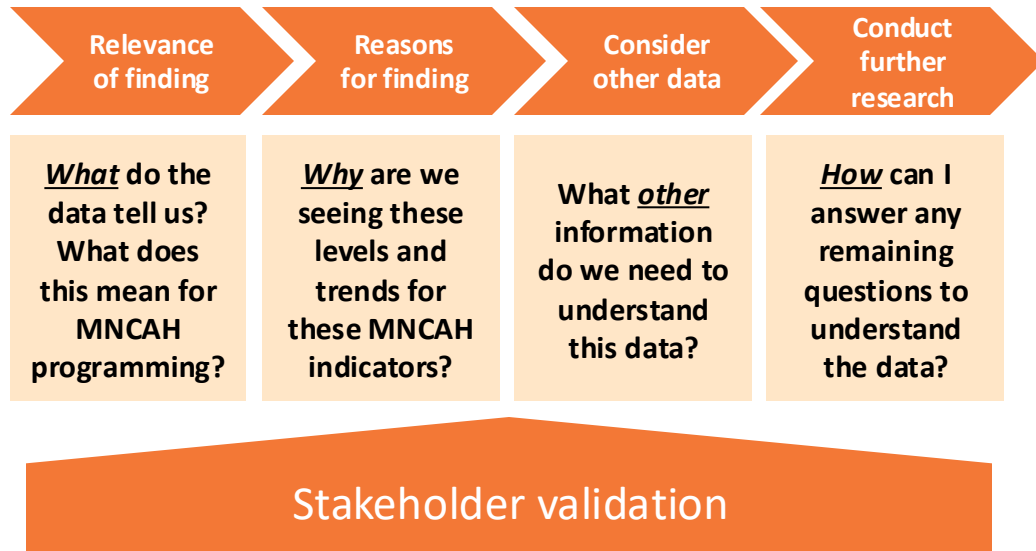 Relevance
of finding
Reasons
for finding
Consider
other data
Conduct
further
research
What do the
data tell us?
What does
this mean for
MNCAH
programming?
Why are we
seeing these
levels and
trends for
these MNCAH
indicators?
What other
information
do we need to
understand
this data?
How can I
answer any
remaining
questions to
understand
the data?
Stakeholder validation